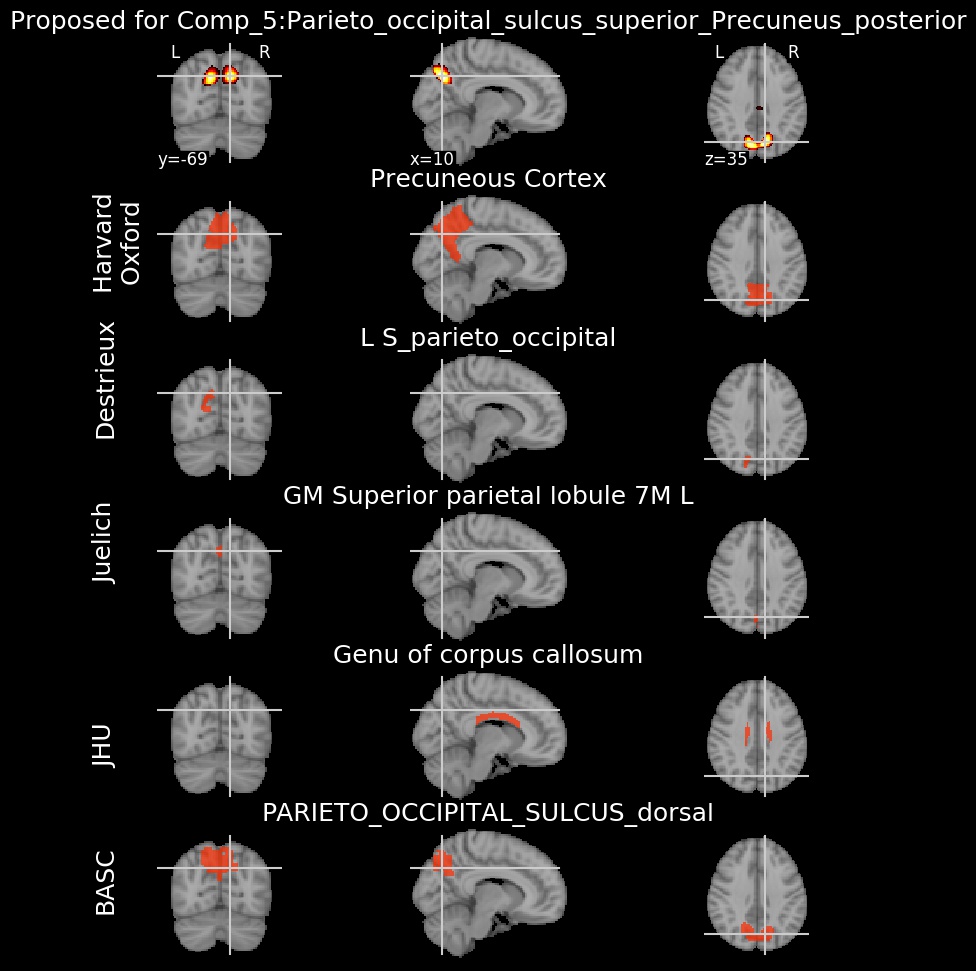 Proposed for Comp_5:Parieto_occipital_sulcus_superior_Precuneus_posterior
L R
L R
y=-69
x=10
z=35
Precuneous Cortex
Harvard
Oxford
L S_parieto_occipital
Destrieux
GM Superior parietal lobule 7M L
Juelich
Genu of corpus callosum
JHU
PARIETO_OCCIPITAL_SULCUS_dorsal
BASC